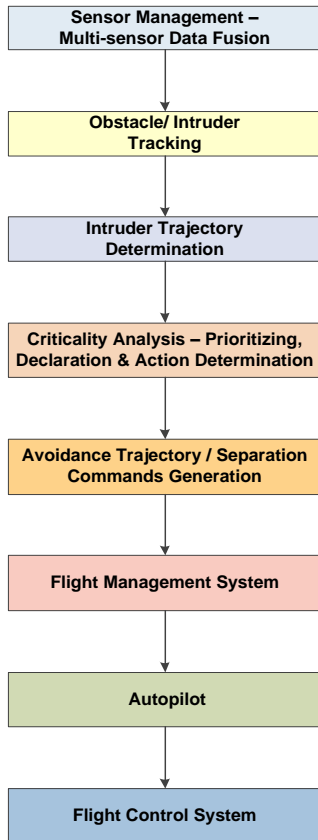 Sensor Management –
Multi-sensor Data Fusion
Obstacle/ Intruder
Tracking
Intruder Trajectory
Determination
Criticality Analysis – Prioritizing,
Declaration & Action Determination
Avoidance Trajectory / Separation
Commands Generation
Flight Management System
Autopilot
Flight Control System